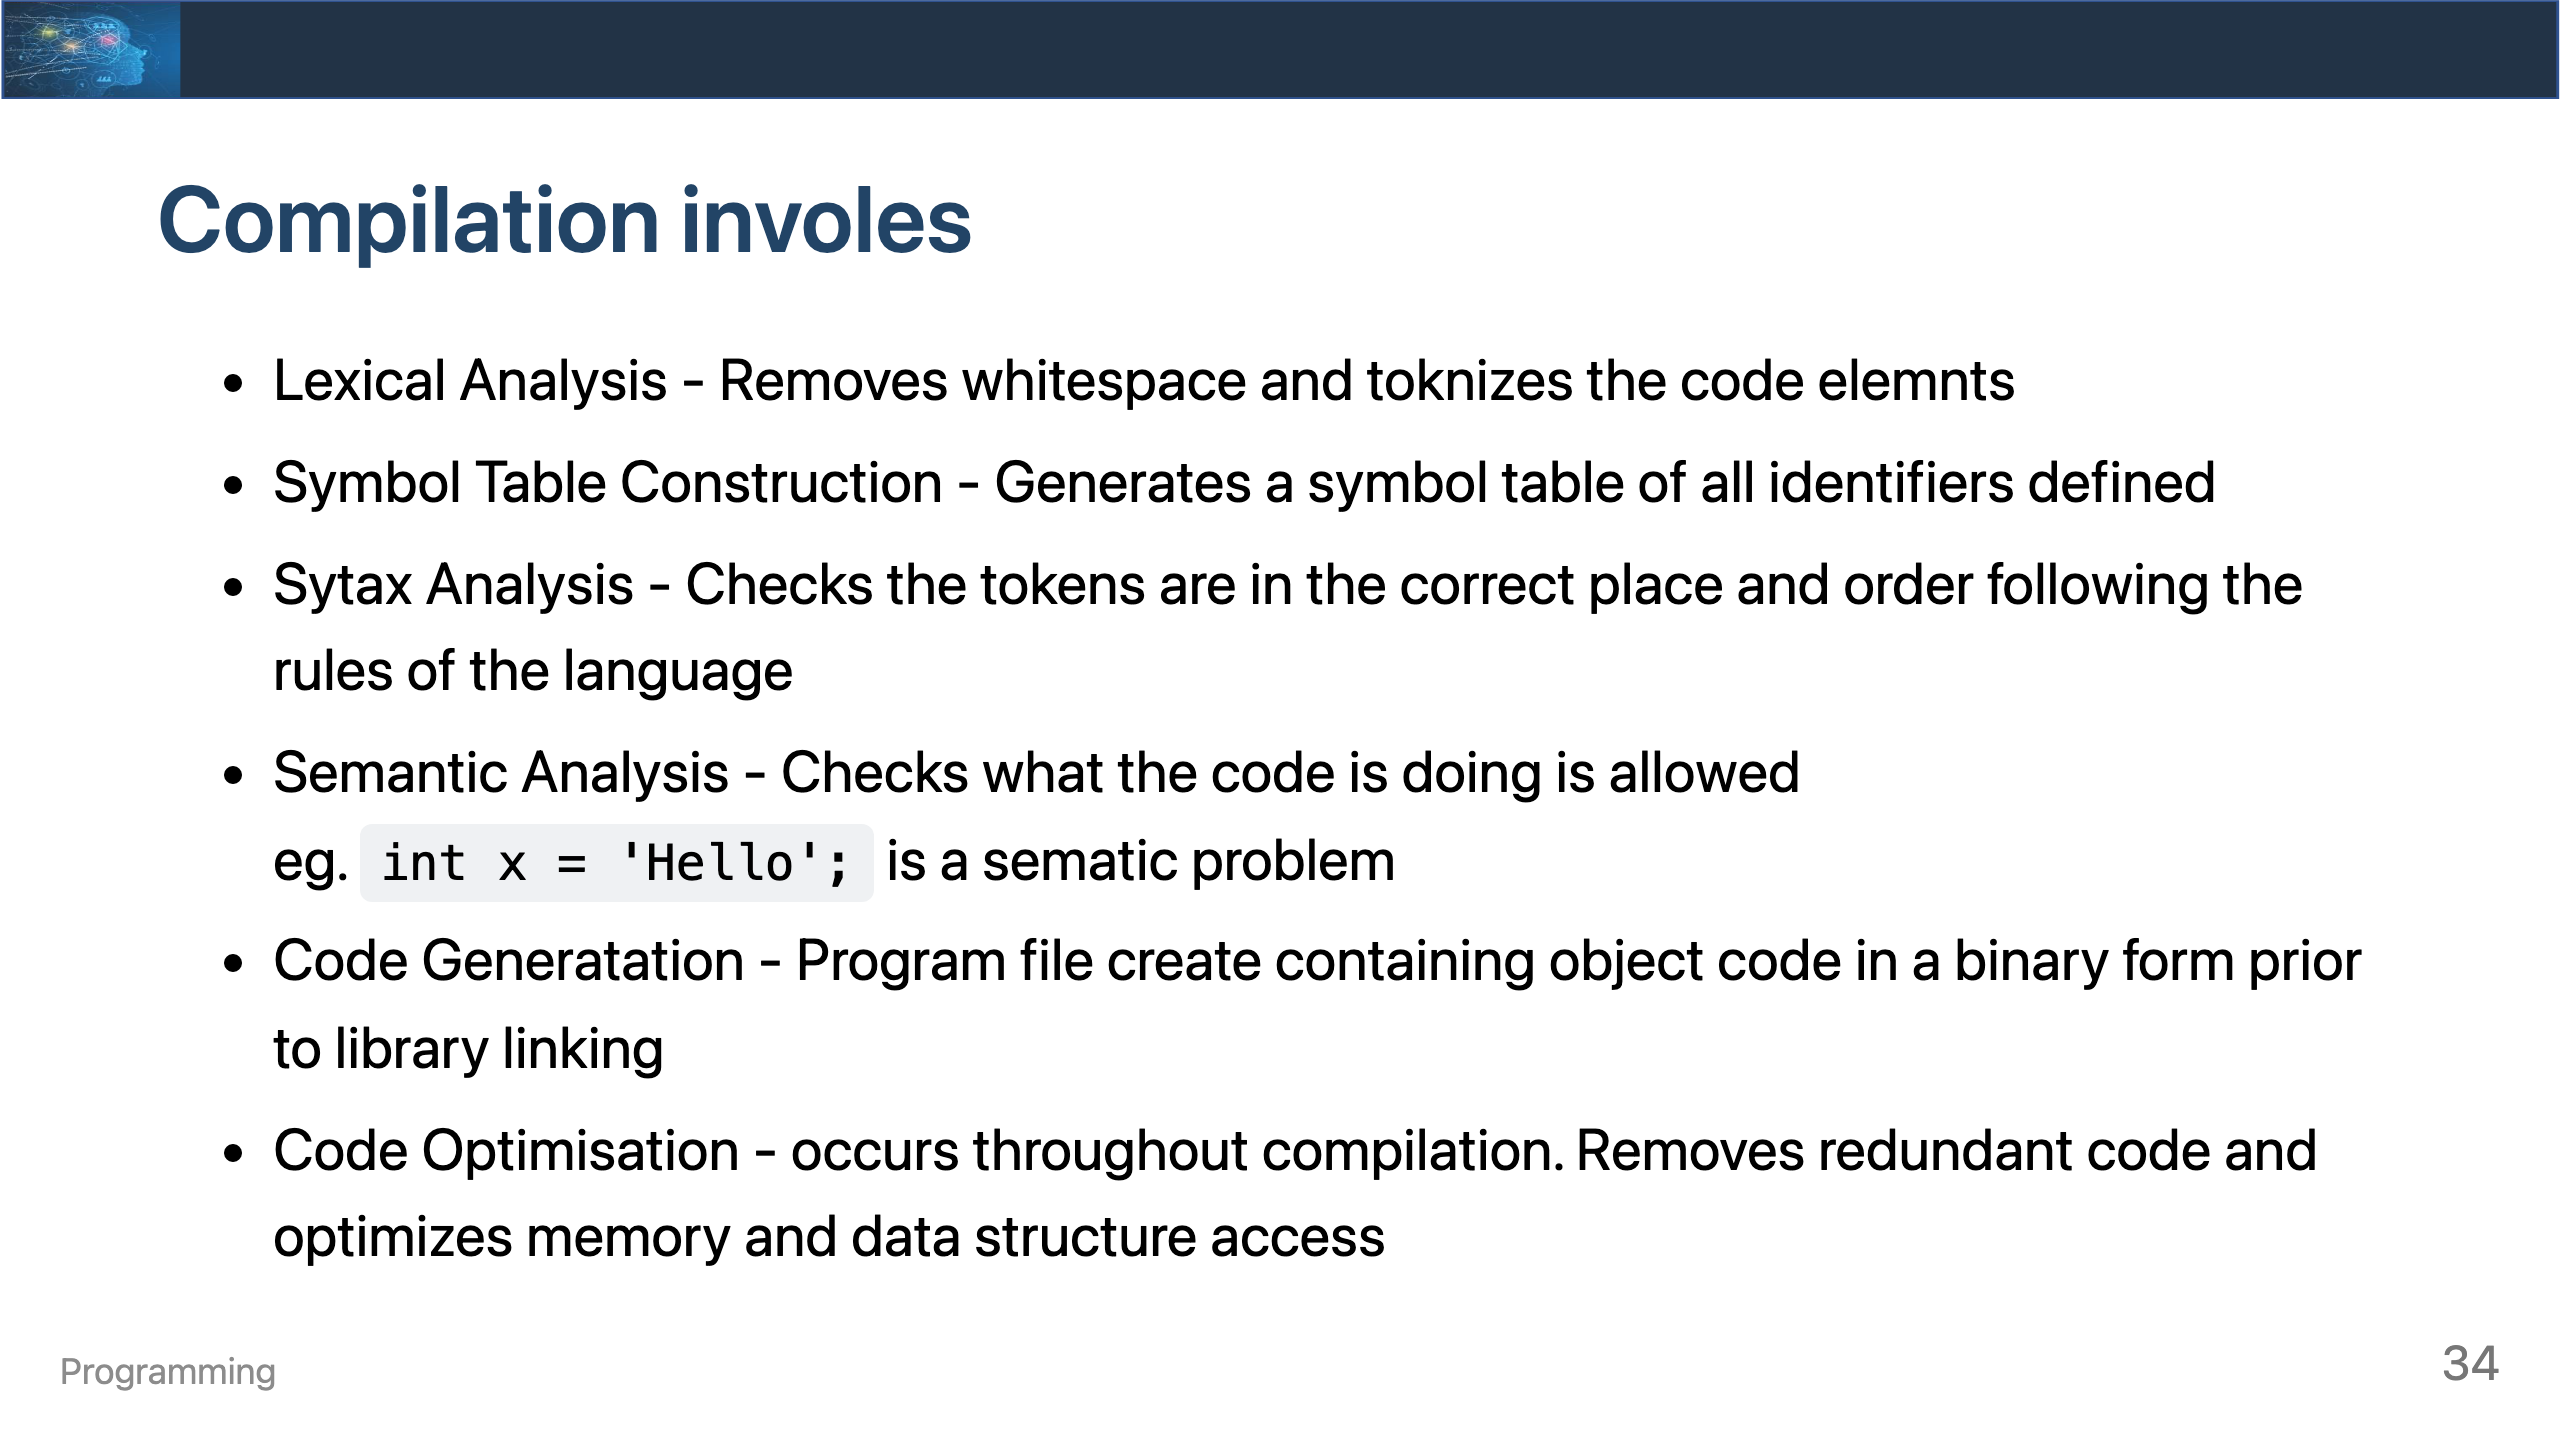 Compilation involes
• Lexical Analysis - Removes whitespace and toknizes the code elemnts
• Symbol Table Construction - Generates a symbol table of all identifiers defined
• Sytax Analysis - Checks the tokens are in the correct place and order following the
rules of the language
• Semantic Analysis - Checks what the code is doing is allowed
eg. int x = 'Hello'; is a sematic problem
• Code Generatation - Program file create containing object code in a binary form prior
to library linking
• Code Optimisation - occurs throughout compilation. Removes redundant code and
optimizes memory and data structure access
Programming
34